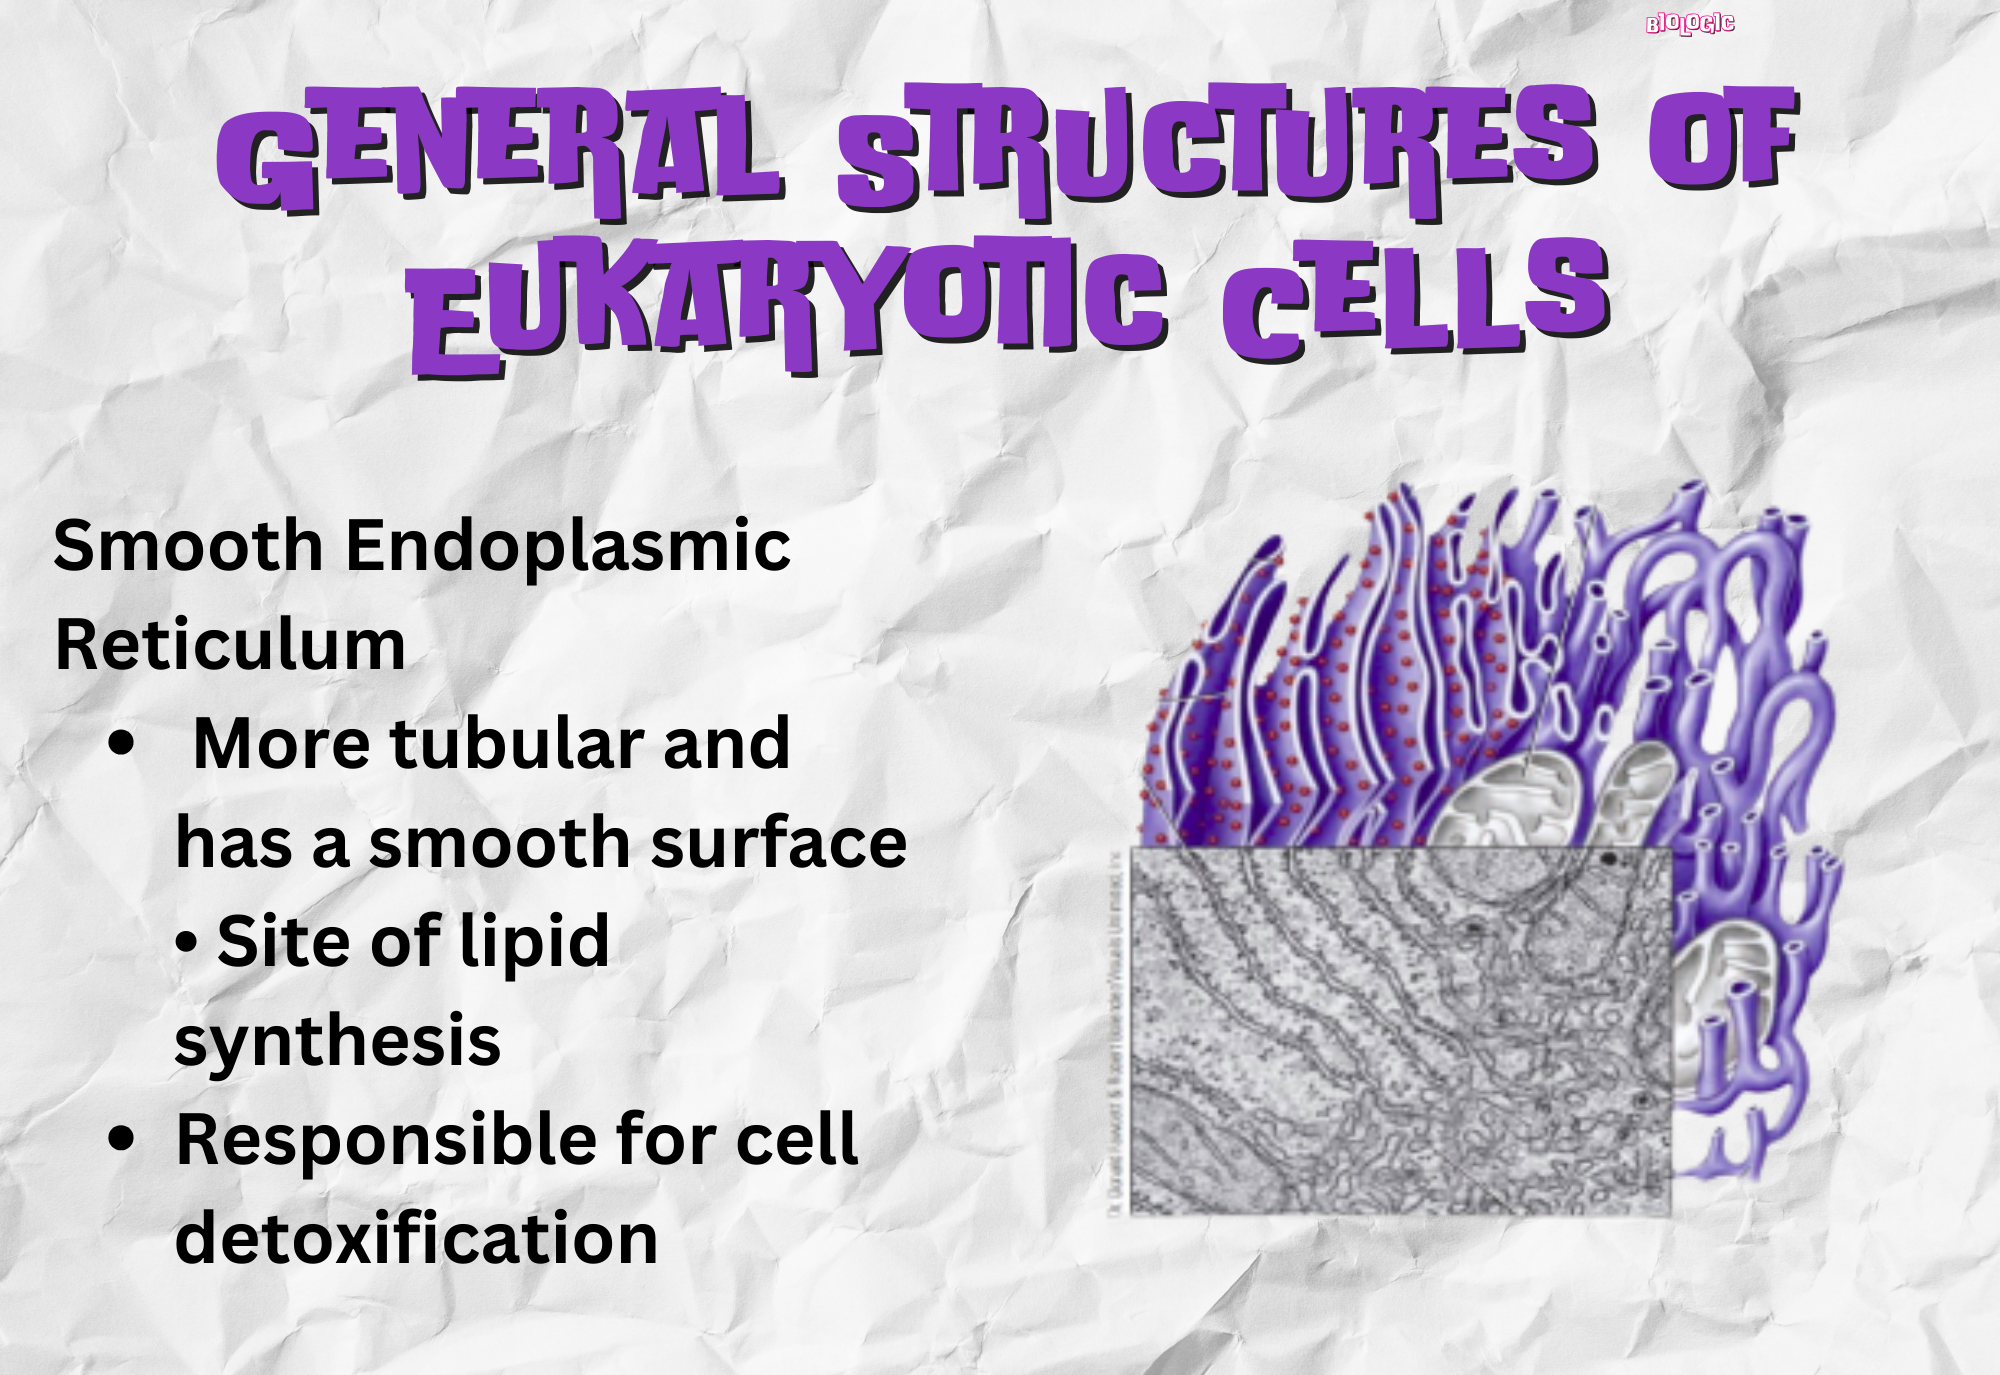 BIOLOGIC
GENERAL STRUCTURES OF
EUKARYOTIC CELLS
Smooth Endoplasmic
Reticulum
• More tubular and
has a smooth surface
• Site of lipid
synthesis
• Responsible for cell
detoxification